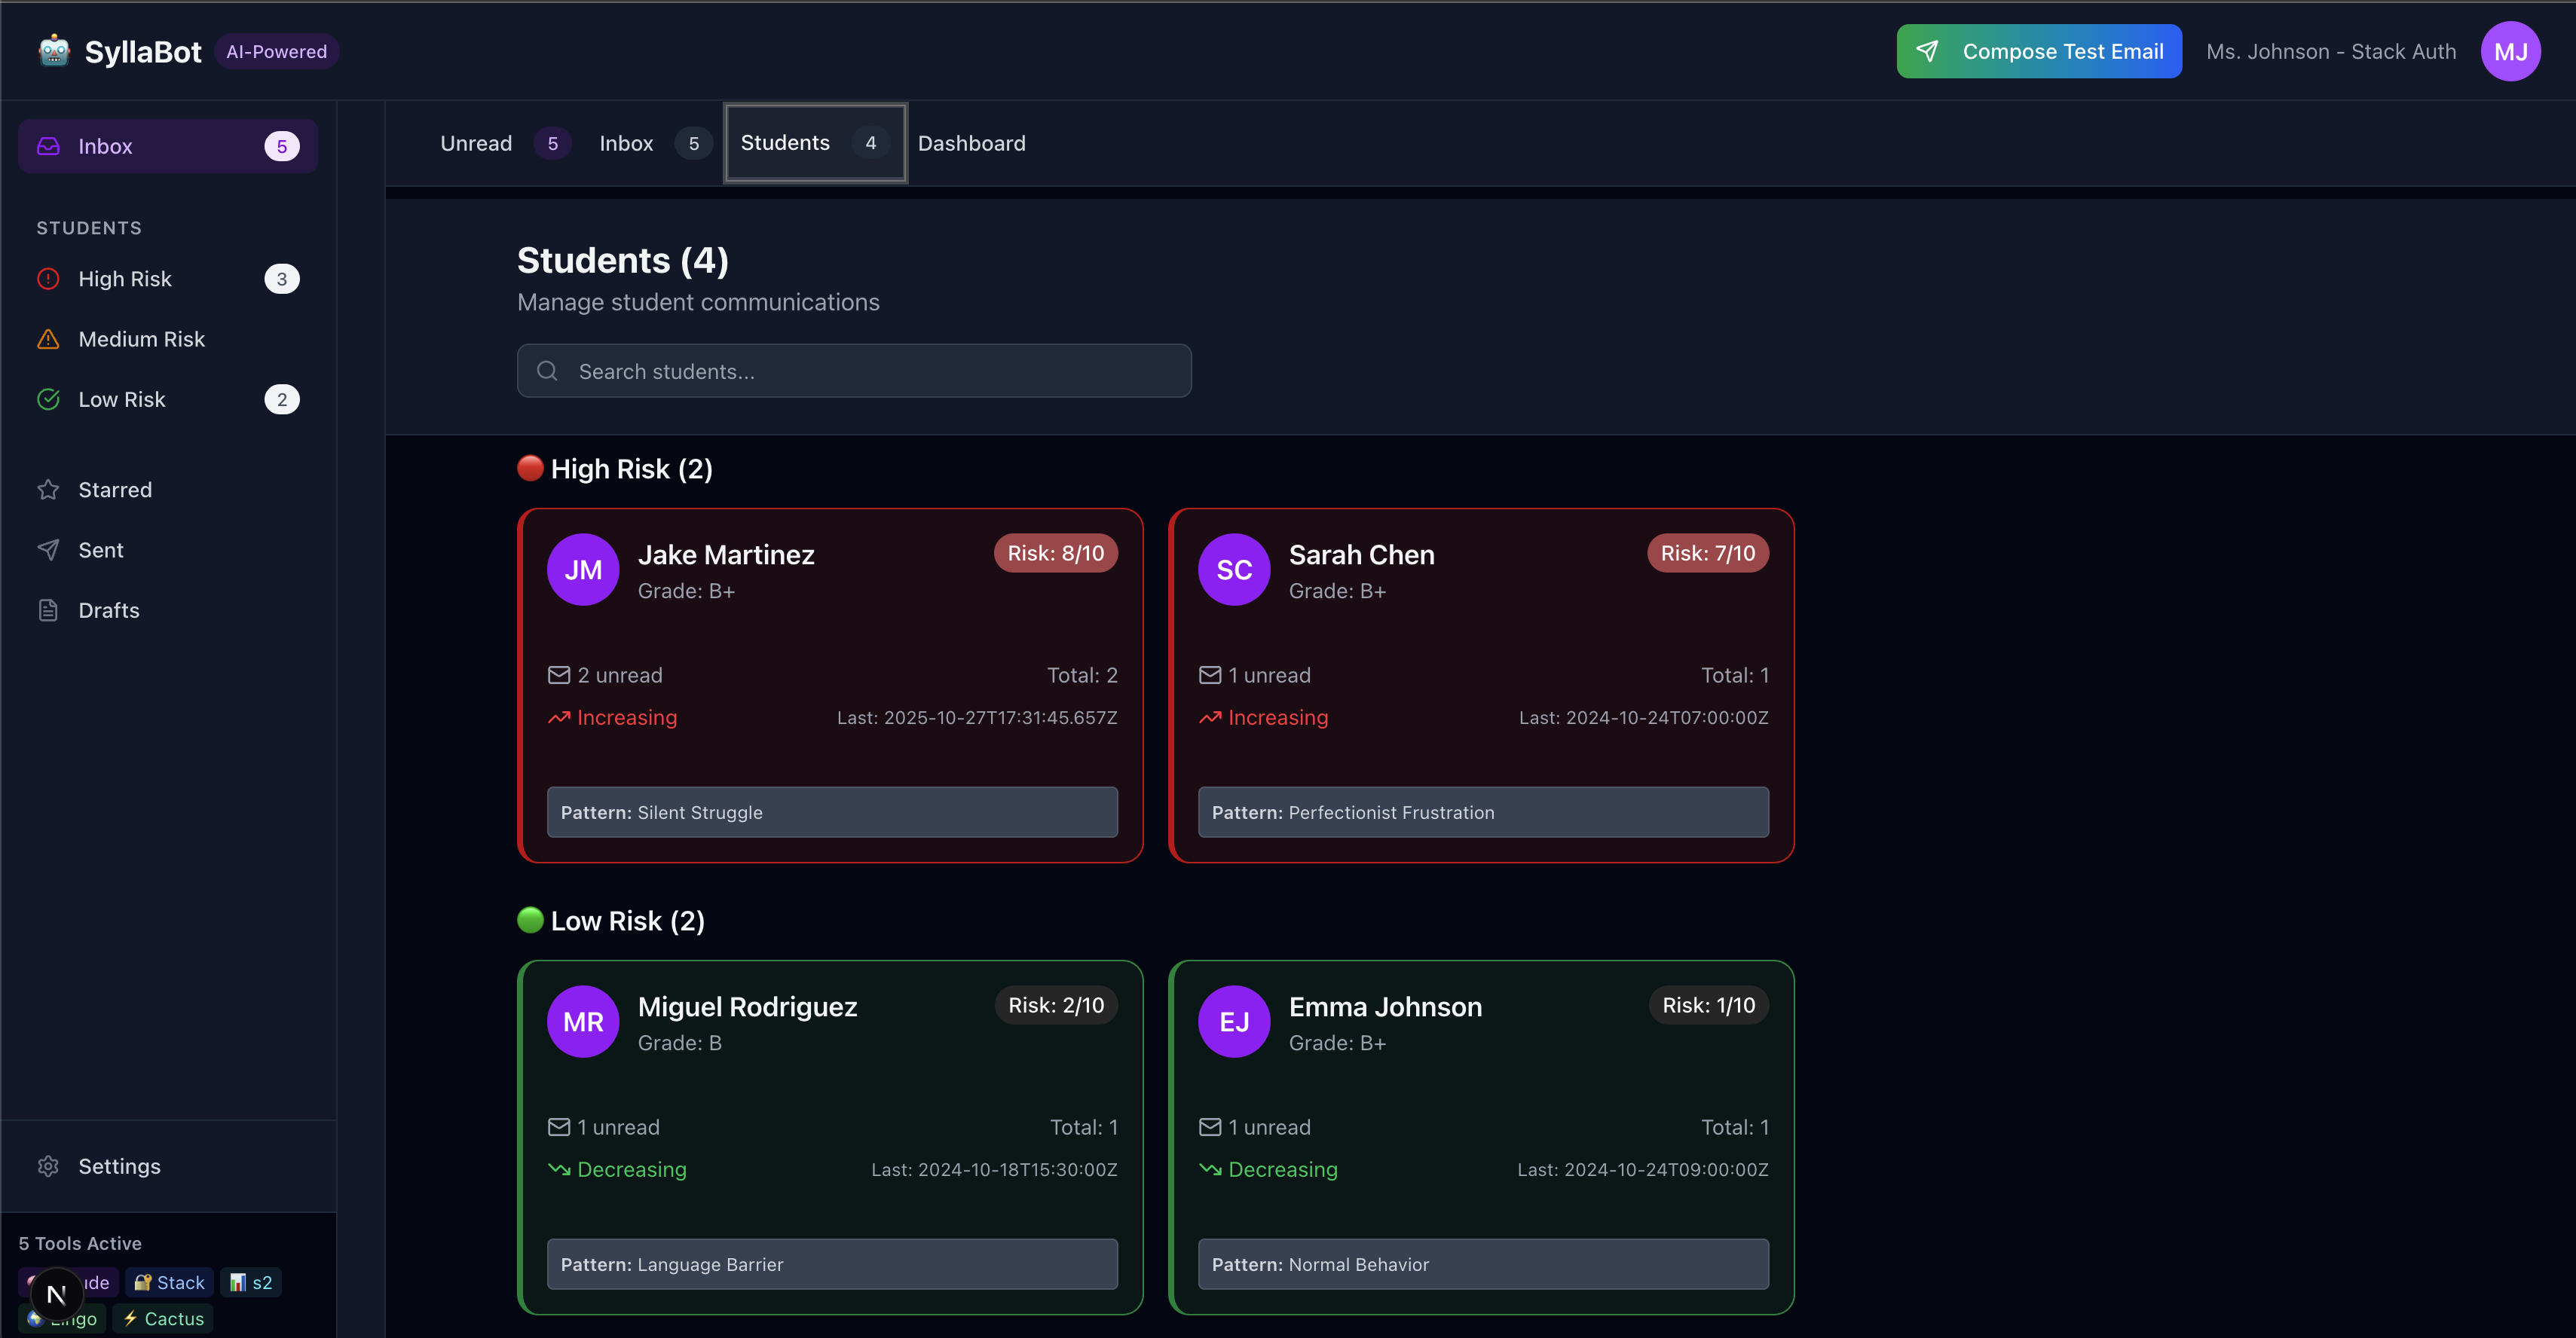 SyllaBot AI-Powered
Compose Test Email
Ms. Johnson - Stack Auth
MJ
Inbox 5
STUDENTS
High Risk 3
Medium Risk
Low Risk 2
Starred
Sent
Drafts
Settings
5 Tools Active
Stack
s2
Cactus
Unread 5
Inbox 5
Students 4
Dashboard
Students (4)
Manage student communications
Search students...
High Risk (2)
JM
Jake Martinez
Risk: 8/10
Grade: B+
2 unread
Total: 2
Increasing
Last: 2025-10-27T17:31:45.657Z
Pattern: Silent Struggle
SC
Sarah Chen
Risk: 7/10
Grade: B+
1 unread
Total: 1
Increasing
Last: 2024-10-24T07:00:00Z
Pattern: Perfectionist Frustration
Low Risk (2)
MR
Miguel Rodriguez
Risk: 2/10
Grade: B
1 unread
Total: 1
Decreasing
Last: 2024-10-18T15:30:00Z
Pattern: Language Barrier
EJ
Emma Johnson
Risk: 1/10
Grade: B+
1 unread
Total: 1
Decreasing
Last: 2024-10-24T09:00:00Z
Pattern: Normal Behavior
N